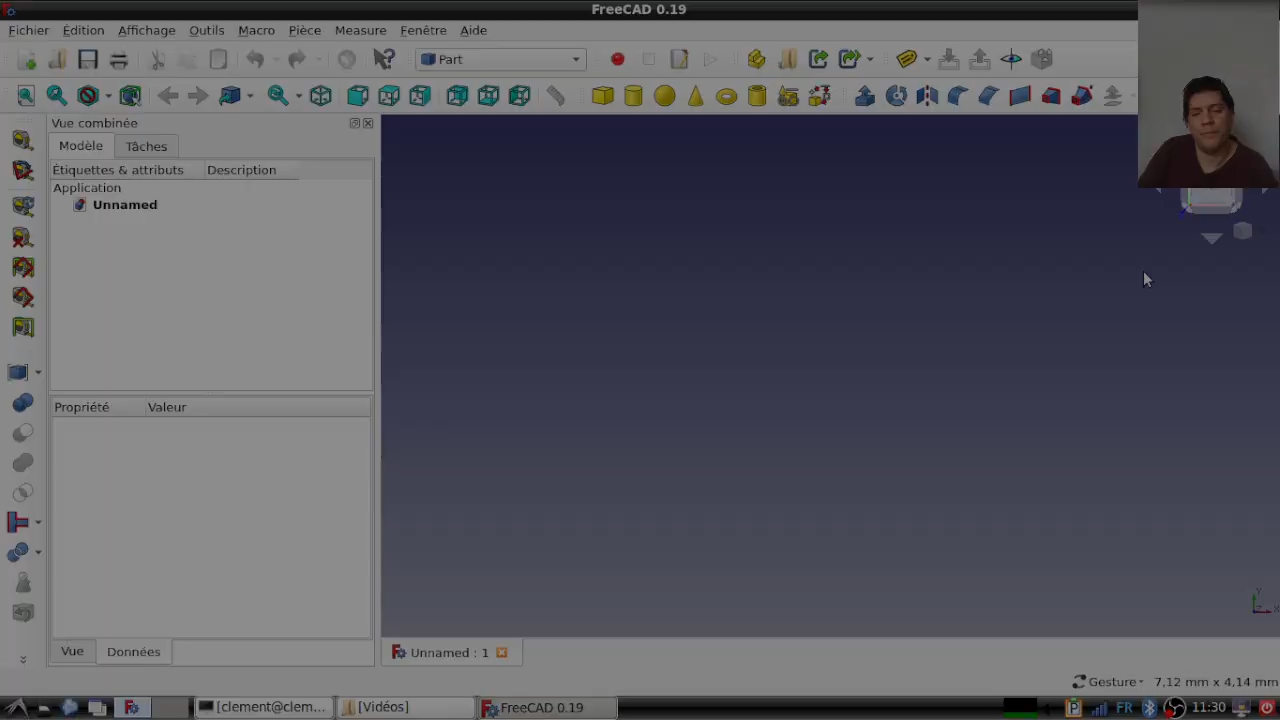 FreeCAD 0.19
Fichier Édition Affichage Outils Macro Pièce Measure Fenêtre Aide
Part
Vue combinée
Modèle Tâches
Étiquettes & attributs Description
Application
Unnamed
Propriété Valeur
Vue Données
Unnamed : 1
Gesture 7,12 mm x 4,14 mm
[clement@clem... [Vidéos] FreeCAD 0.19 FR 11:30